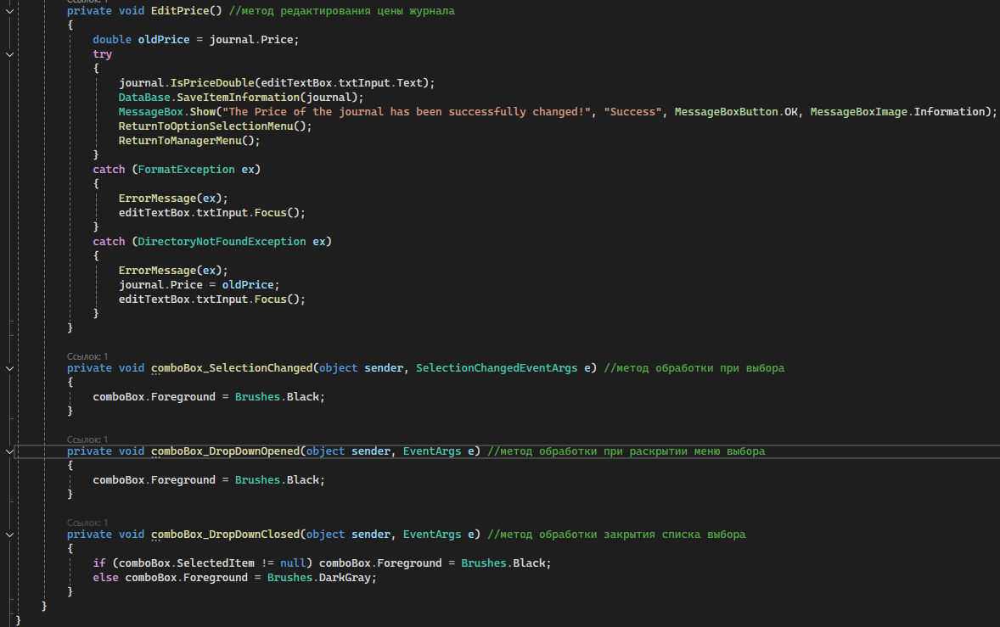 Ссылок: 1
private void EditPrice() //метод редактирования цены журнала
{
double oldPrice = journal.Price;
try
{
journal.IsPriceDouble(editTextBox.txtInput.Text);
DataBase.SaveItemInformation(journal);
MessageBox.Show("The Price of the journal has been successfully changed!", "Success", MessageBoxButton.OK, MessageBoxImage.Information);
ReturnToOptionSelectionMenu();
ReturnToManagerMenu();
}
catch (FormatException ex)
{
ErrorMessage(ex);
editTextBox.txtInput.Focus();
}
catch (DirectoryNotFoundException ex)
{
ErrorMessage(ex);
journal.Price = oldPrice;
editTextBox.txtInput.Focus();
}
}
Ссылок: 1
private void comboBox_SelectionChanged(object sender, SelectionChangedEventArgs e) //метод обработки при выбора
{
comboBox.Foreground = Brushes.Black;
}
Ссылок: 1
private void comboBox_DropDownOpened(object sender, EventArgs e) //метод обработки при раскрытии меню выбора
{
comboBox.Foreground = Brushes.Black;
}
Ссылок: 1
private void comboBox_DropDownClosed(object sender, EventArgs e) //метод обработки закрытия списка выбора
{
if (comboBox.SelectedItem != null) comboBox.Foreground = Brushes.Black;
else comboBox.Foreground = Brushes.DarkGray;
}
}
}